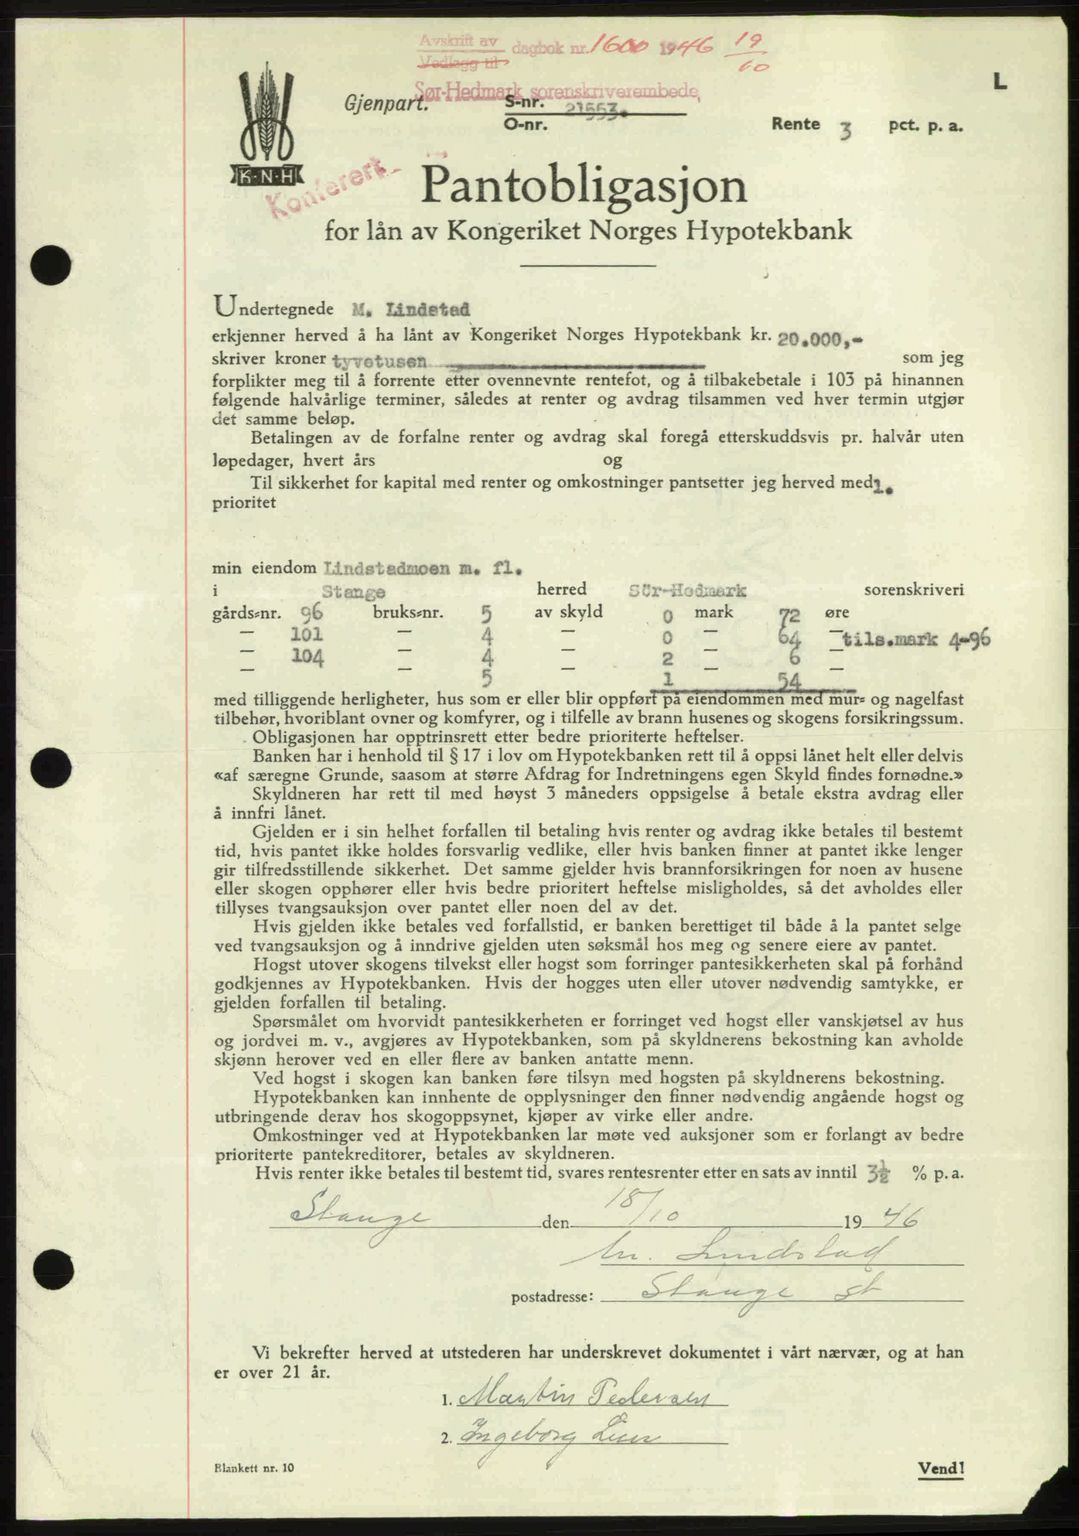 Avskrift av dagbok nr. 1600 1946 19/10
Vedlegg til
Sør-Hedmark sorenskriverembede,
L
Gjenpart. S-nr. 21553.
O-nr.
Rente 3 pct. p. a.
K·N·H
Konferert
Pantobligasjon
for lån av Kongeriket Norges Hypotekbank
Undertegnede M. Lindstad
erkjenner herved å ha lånt av Kongeriket Norges Hypotekbank kr. 20.000,-
skriver kroner tyvetusen som jeg
forplikter meg til å forrente etter ovennevnte rentefot, og å tilbakebetale i 103 på hinannen
følgende halvårlige terminer, således at renter og avdrag tilsammen ved hver termin utgjør
det samme beløp.
Betalingen av de forfalne renter og avdrag skal foregå etterskuddsvis pr. halvår uten
løpedager, hvert års og
Til sikkerhet for kapital med renter og omkostninger pantsetter jeg herved med 1.
prioritet
min eiendom Lindstadmoen m. fl.
i Stange herred Sör-Hedmark sorenskriveri
gårds-nr. 96 bruks-nr. 5 av skyld 0 mark 72 øre
— 101 — 4 — 0 — 64 — tils.mark 4-96
— 104 — 4 — 2 — 6 —
5 1 54
med tilliggende herligheter, hus som er eller blir oppført på eiendommen med mur- og nagelfast
tilbehør, hvoriblant ovner og komfyrer, og i tilfelle av brann husenes og skogens forsikringssum.
Obligasjonen har opptrinsrett etter bedre prioriterte heftelser.
Banken har i henhold til § 17 i lov om Hypotekbanken rett til å oppsi lånet helt eller delvis
«af særegne Grunde, saasom at større Afdrag for Indretningens egen Skyld findes fornødne.»
Skyldneren har rett til med høyst 3 måneders oppsigelse å betale ekstra avdrag eller
å innfri lånet.
Gjelden er i sin helhet forfallen til betaling hvis renter og avdrag ikke betales til bestemt
tid, hvis pantet ikke holdes forsvarlig vedlike, eller hvis banken finner at pantet ikke lenger
gir tilfredsstillende sikkerhet. Det samme gjelder hvis brannforsikringen for noen av husene
eller skogen opphører eller hvis bedre prioritert heftelse misligholdes, så det avholdes eller
tillyses tvangsauksjon over pantet eller noen del av det.
Hvis gjelden ikke betales ved forfallstid, er banken berettiget til både å la pantet selge
ved tvangsauksjon og å inndrive gjelden uten søksmål hos meg og senere eiere av pantet.
Hogst utover skogens tilvekst eller hogst som forringer pantesikkerheten skal på forhånd
godkjennes av Hypotekbanken. Hvis der hogges uten eller utover nødvendig samtykke, er
gjelden forfallen til betaling.
Spørsmålet om hvorvidt pantesikkerheten er forringet ved hogst eller vanskjøtsel av hus
og jordvei m. v., avgjøres av Hypotekbanken, som på skyldnerens bekostning kan avholde
skjønn herover ved en eller flere av banken antatte menn.
Ved hogst i skogen kan banken føre tilsyn med hogsten på skyldnerens bekostning.
Hypotekbanken kan innhente de opplysninger den finner nødvendig angående hogst og
utbringende derav hos skogoppsynet, kjøper av virke eller andre.
Omkostninger ved at Hypotekbanken lar møte ved auksjoner som er forlangt av bedre
prioriterte pantekreditorer, betales av skyldneren.
Hvis renter ikke betales til bestemt tid, svares rentesrenter etter en sats av inntil 3½ % p. a.
Stange den 18/10 1946
M. Lindstad
postadresse: Stange st
Vi bekrefter herved at utstederen har underskrevet dokumentet i vårt nærvær, og at han
er over 21 år.
1. Martin Pedersen
2. Ingeborg Lier
Blankett nr. 10
Vend!